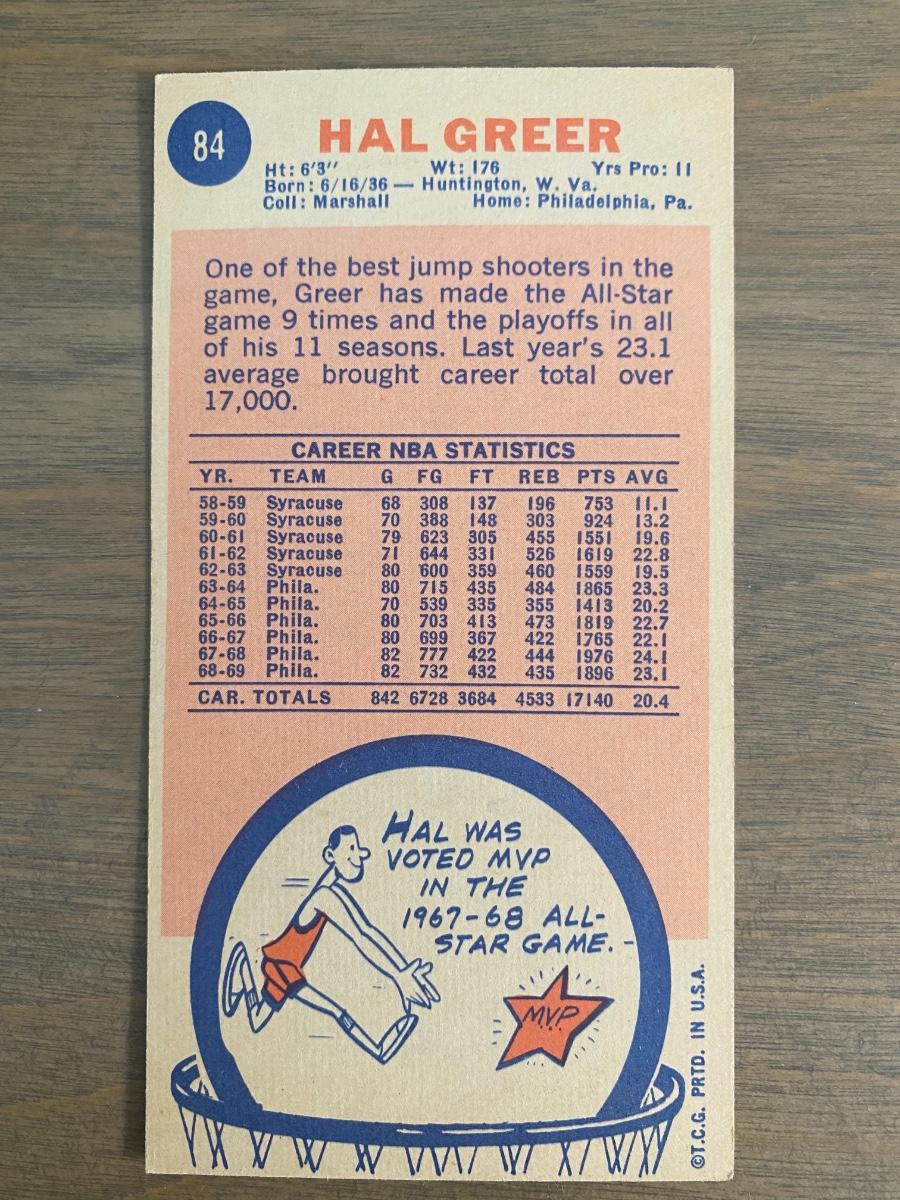 84
HAL GREER
Ht: 6'3" Wt: 176 Yrs Pro: 11
Born: 6/16/36 — Huntington, W. Va.
Coll: Marshall Home: Philadelphia, Pa.
One of the best jump shooters in the
game, Greer has made the All-Star
game 9 times and the playoffs in all
of his 11 seasons. Last year's 23.1
average brought career total over
17,000.
CAREER NBA STATISTICS
YR. TEAM G FG FT REB PTS AVG
58-59 Syracuse 68 308 137 196 753 11.1
59-60 Syracuse 70 388 148 303 924 13.2
60-61 Syracuse 79 623 305 455 1551 19.6
61-62 Syracuse 71 644 331 526 1619 22.8
62-63 Syracuse 80 600 359 460 1559 19.5
63-64 Phila. 80 715 435 484 1865 23.3
64-65 Phila. 70 539 335 355 1413 20.2
65-66 Phila. 80 703 413 473 1819 22.7
66-67 Phila. 80 699 367 422 1765 22.1
67-68 Phila. 82 777 422 444 1976 24.1
68-69 Phila. 82 732 432 435 1896 23.1
CAR. TOTALS 842 6728 3684 4533 17140 20.4
HAL WAS
VOTED MVP
IN THE
1967-68 ALL-
STAR GAME.
MVP
©T.C.G. PRTD. IN U.S.A.